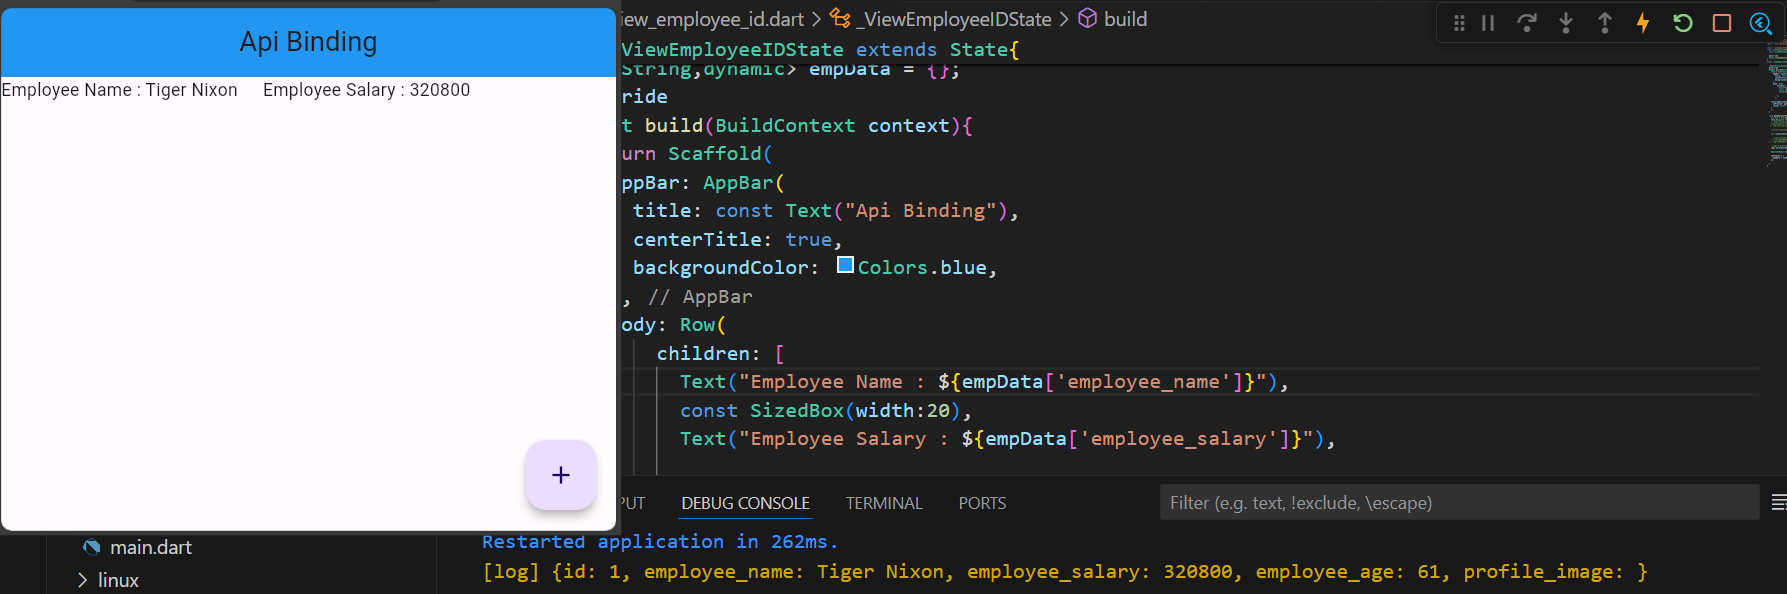 Api Binding
Employee Name : Tiger Nixon Employee Salary : 320800
+
iew_employee_id.dart > _ViewEmployeeIDState > build
ViewEmployeeIDState extends State{
String,dynamic> empData = {};
ride
t build(BuildContext context){
urn Scaffold(
ppBar: AppBar(
title: const Text("Api Binding"),
centerTitle: true,
backgroundColor: Colors.blue,
, // AppBar
ody: Row(
children: [
Text("Employee Name : ${empData['employee_name']}"),
const SizedBox(width:20),
Text("Employee Salary : ${empData['employee_salary']}"),
PUT DEBUG CONSOLE TERMINAL PORTS Filter (e.g. text, !exclude, \escape)
main.dart
> linux
Restarted application in 262ms.
[log] {id: 1, employee_name: Tiger Nixon, employee_salary: 320800, employee_age: 61, profile_image: }